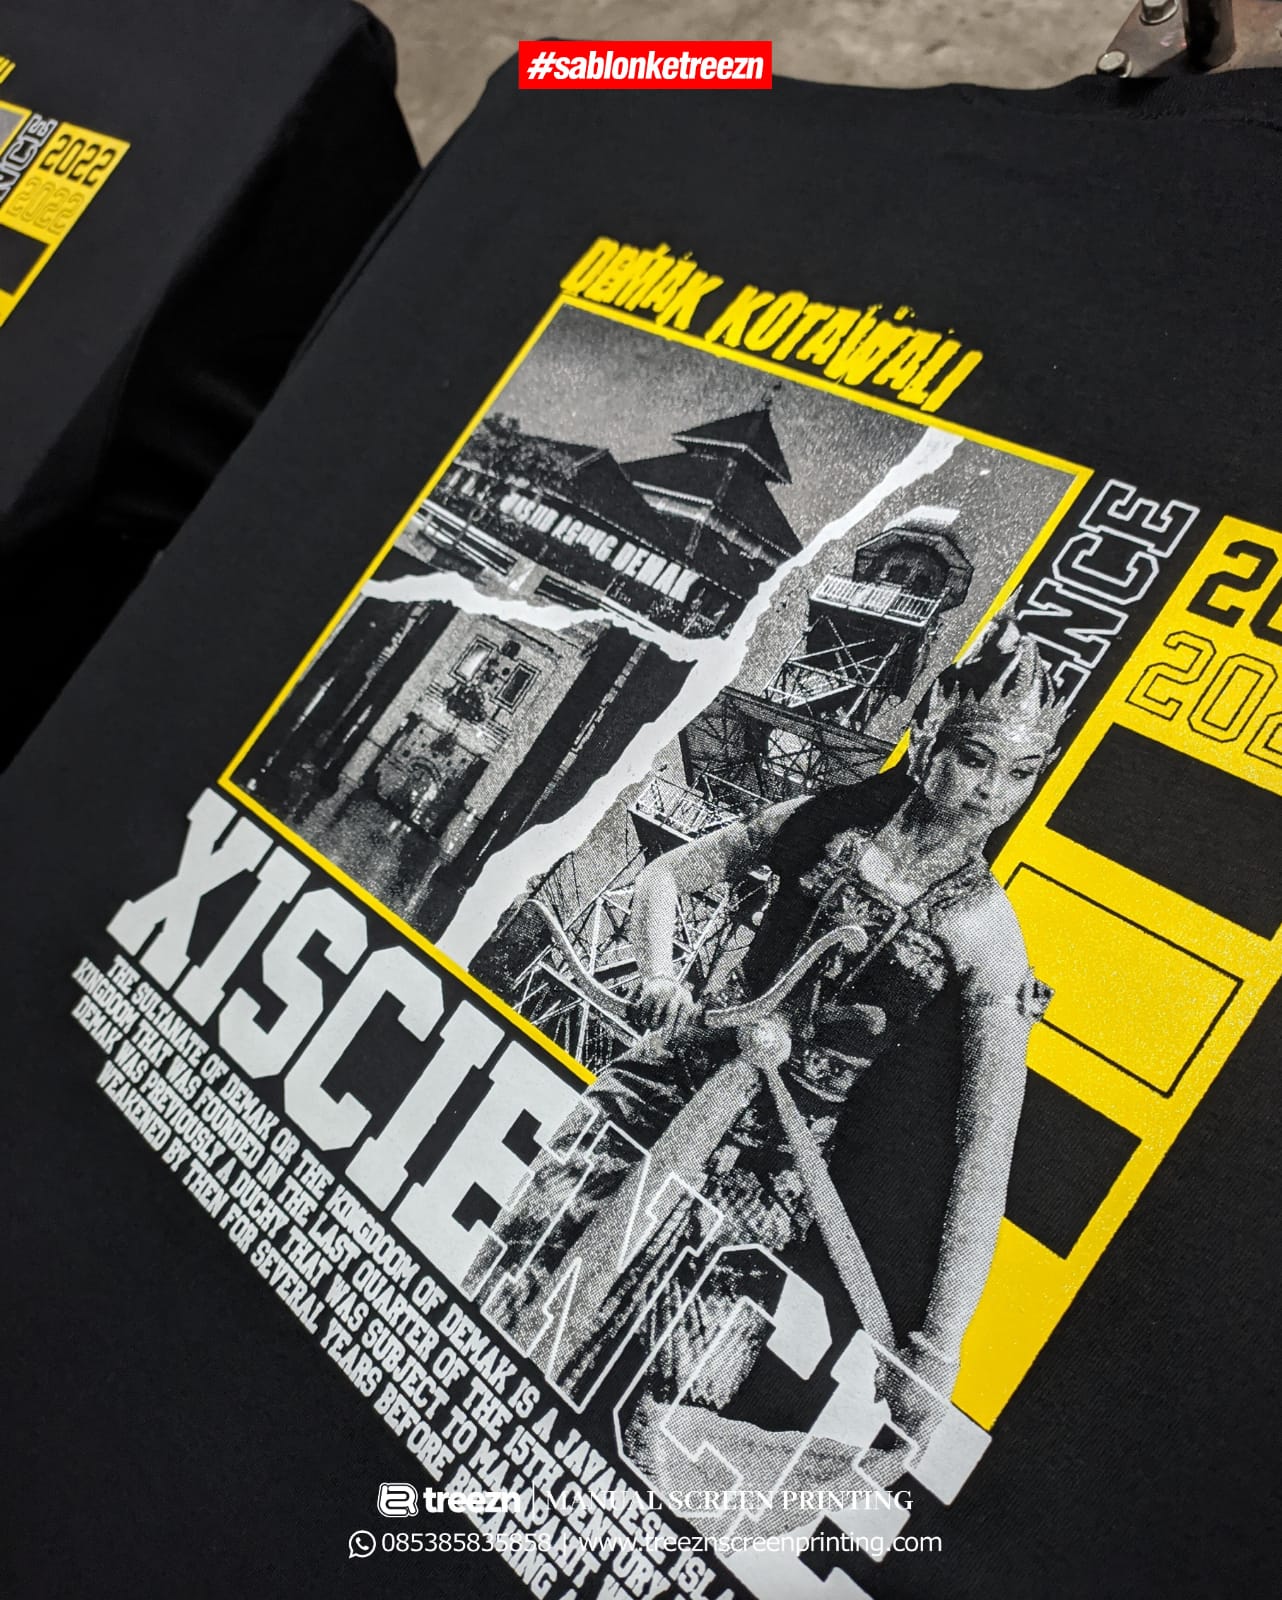 #sablonketreezn
2022
2022
DEMAK KOTAWALI
MASJID AGUNG DEMAK
XISCIENCE
THE SULTANATE OF DEMAK OR THE KINGDOOM OF DEMAK IS A JAVANESE
KINGDOOM THAT WAS FOUNDED IN THE LAST QUARTER OF THE 15TH CENTURY
DEMAK WAS PREVIOUSLY A DUCHY THAT WAS SUBJECT TO MAJAPAHIT
WEAKENED BY THEN FOR SEVERAL YEARS BEFORE
treezn | MANUAL SCREEN PRINTING
085385835858 | www.treeznscreenprinting.com